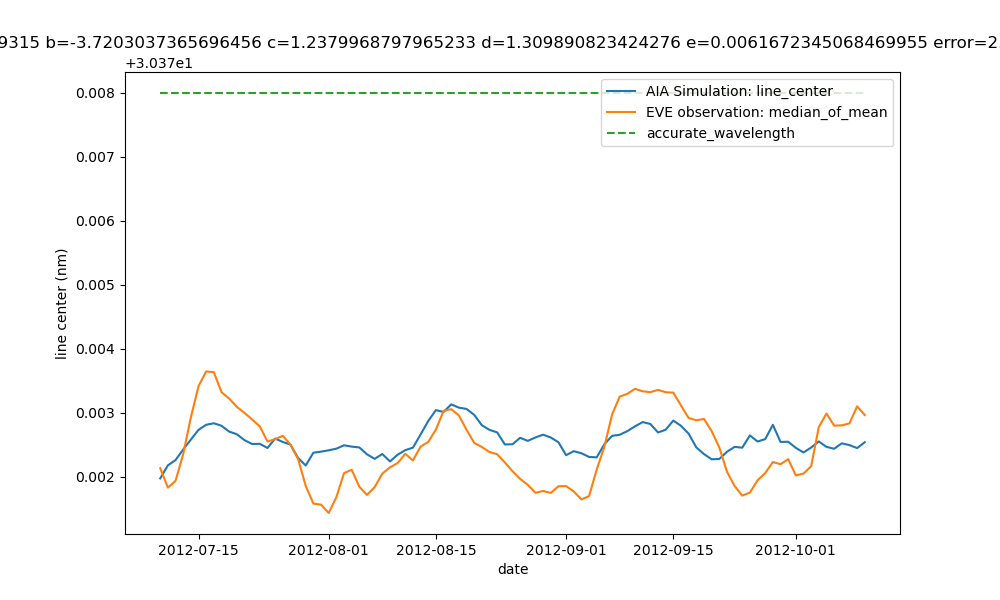 9315 b=-3.7203037365696456 c=1.2379968797965233 d=1.309890823424276 e=0.0061672345068469955 error=2
+3.037e1
0.008
0.007
0.006
0.005
0.004
0.003
0.002
line center (nm)
AIA Simulation: line_center
EVE observation: median_of_mean
accurate_wavelength
2012-07-15
2012-08-01
2012-08-15
2012-09-01
2012-09-15
2012-10-01
date